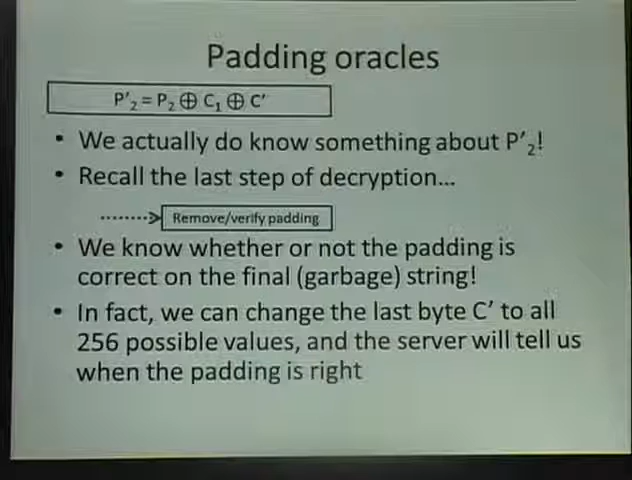 Padding oracles
P'₂ = P₂ ⊕ C₁ ⊕ C'
• We actually do know something about P'₂!
• Recall the last step of decryption...
Remove/verify padding
• We know whether or not the padding is
correct on the final (garbage) string!
• In fact, we can change the last byte C' to all
256 possible values, and the server will tell us
when the padding is right